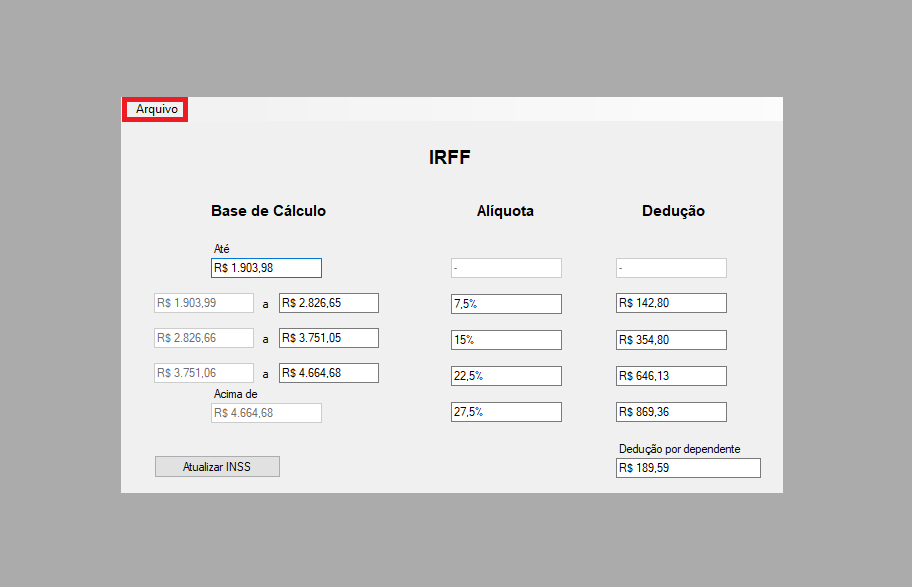 Arquivo
IRFF
Base de Cálculo Alíquota Dedução
Até
R$ 1.903,98 - -
R$ 1.903,99 a R$ 2.826,65 7,5% R$ 142,80
R$ 2.826,66 a R$ 3.751,05 15% R$ 354,80
R$ 3.751,06 a R$ 4.664,68 22,5% R$ 646,13
Acima de
R$ 4.664,68 27,5% R$ 869,36
Dedução por dependente
Atualizar INSS R$ 189,59